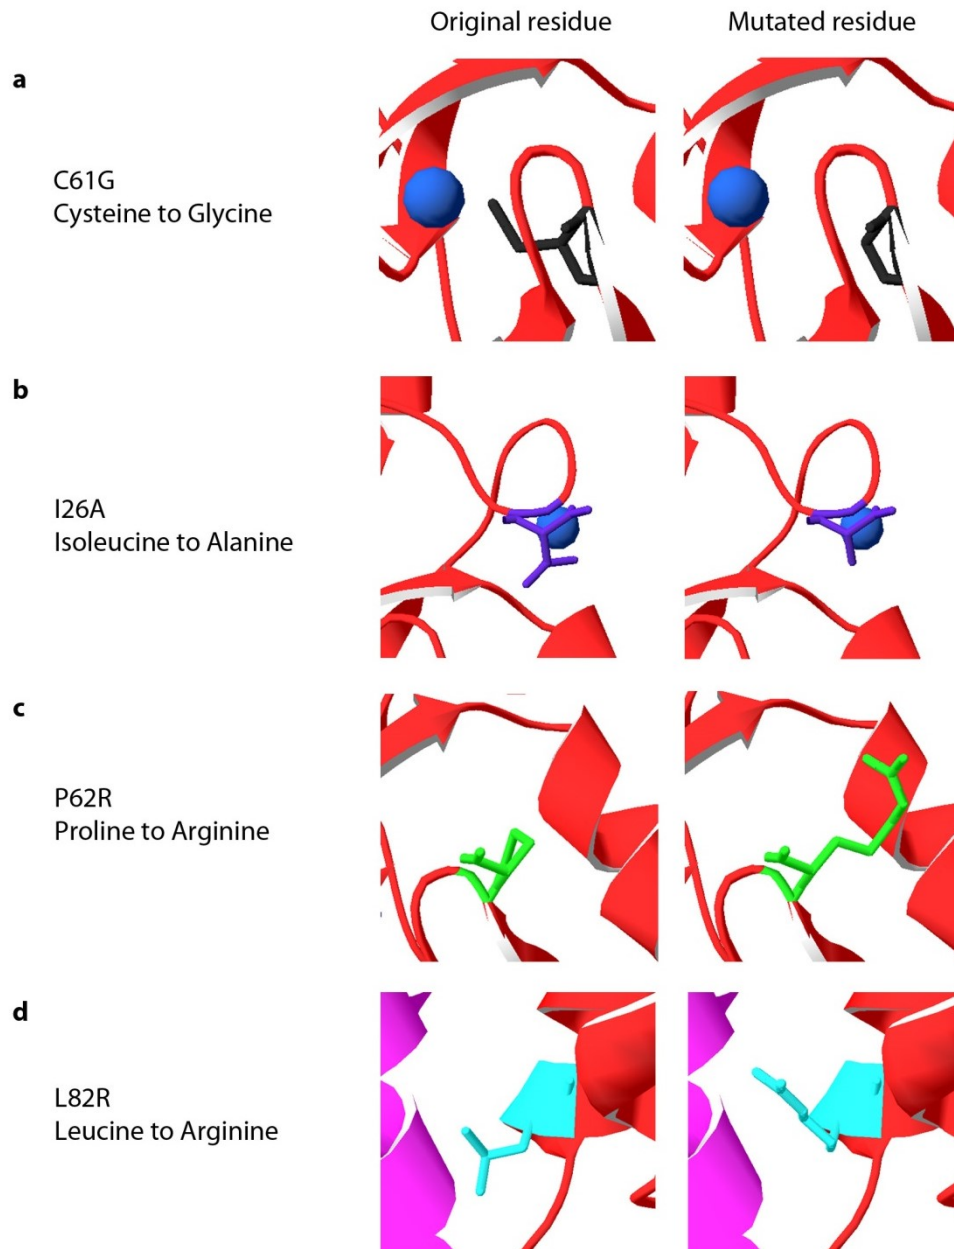 Original residue
Mutated residue
a
C61G
Cysteine to Glycine
b
I26A
Isoleucine to Alanine
c
P62R
Proline to Arginine
d
L82R
Leucine to Arginine